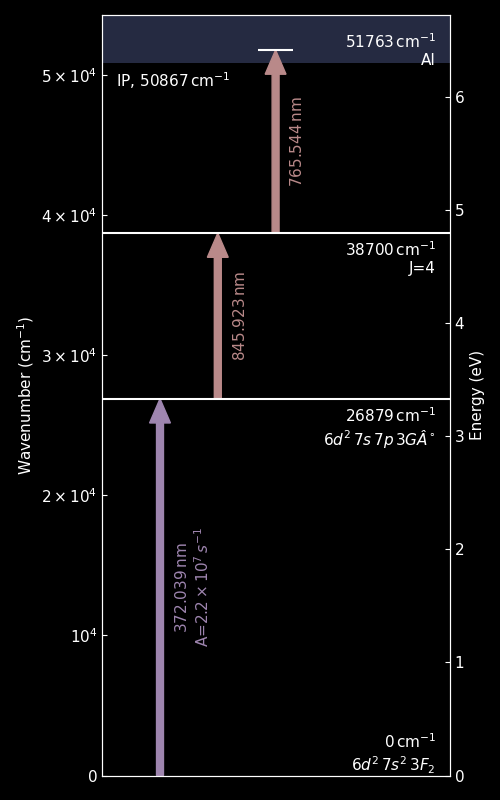 51763 cm⁻¹
AI
5 × 10⁴
IP, 50867 cm⁻¹
6
765.544 nm
4 × 10⁴
5
38700 cm⁻¹
J=4
845.923 nm
4
3 × 10⁴
Wavenumber (cm⁻¹)
Energy (eV)
26879 cm⁻¹
6d² 7s 7p 3GÂ°
3
2 × 10⁴
372.039 nm
A=2.2 × 10⁷ s⁻¹
2
10⁴
1
0 cm⁻¹
6d² 7s² 3F₂
0
0